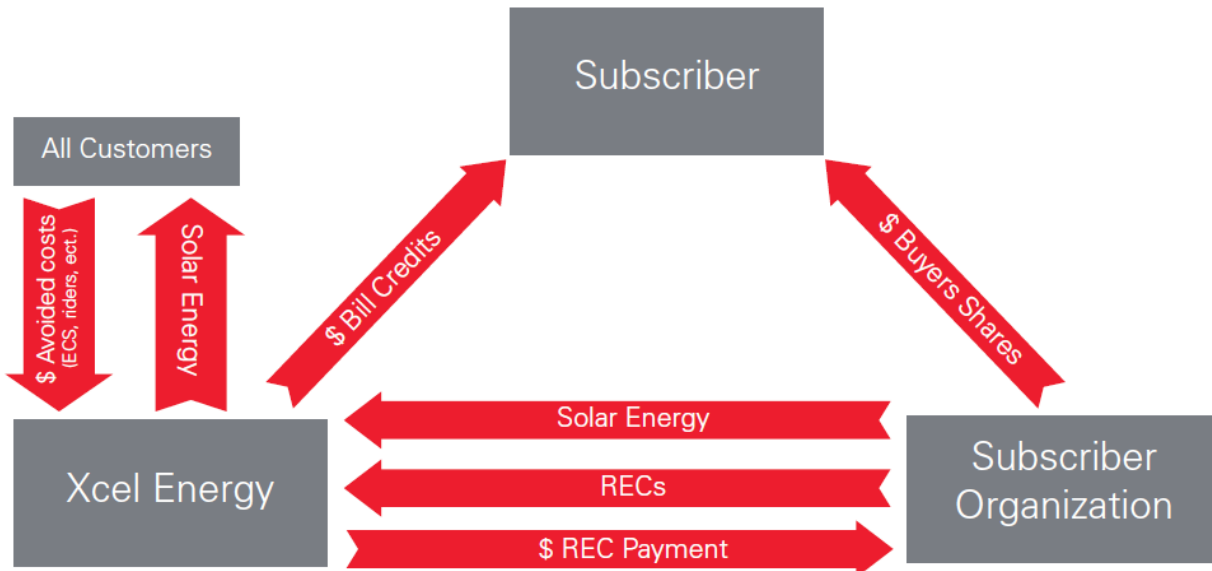 Subscriber
All Customers
$ Avoided costs
(ECS, riders, ect.)
Solar Energy
$ Bill Credits
$ Buyers Shares
Solar Energy
RECs
$ REC Payment
Xcel Energy
Subscriber
Organization